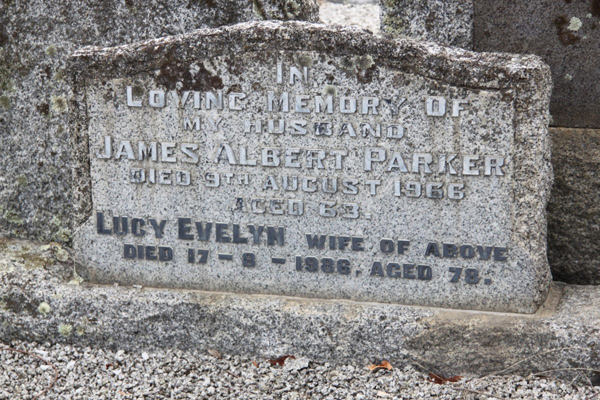 IN
LOVING MEMORY OF
MY HUSBAND
JAMES ALBERT PARKER
DIED 9TH AUGUST 1966
AGED 63.
LUCY EVELYN WIFE OF ABOVE
DIED 17 - - 1986, AGED 78.